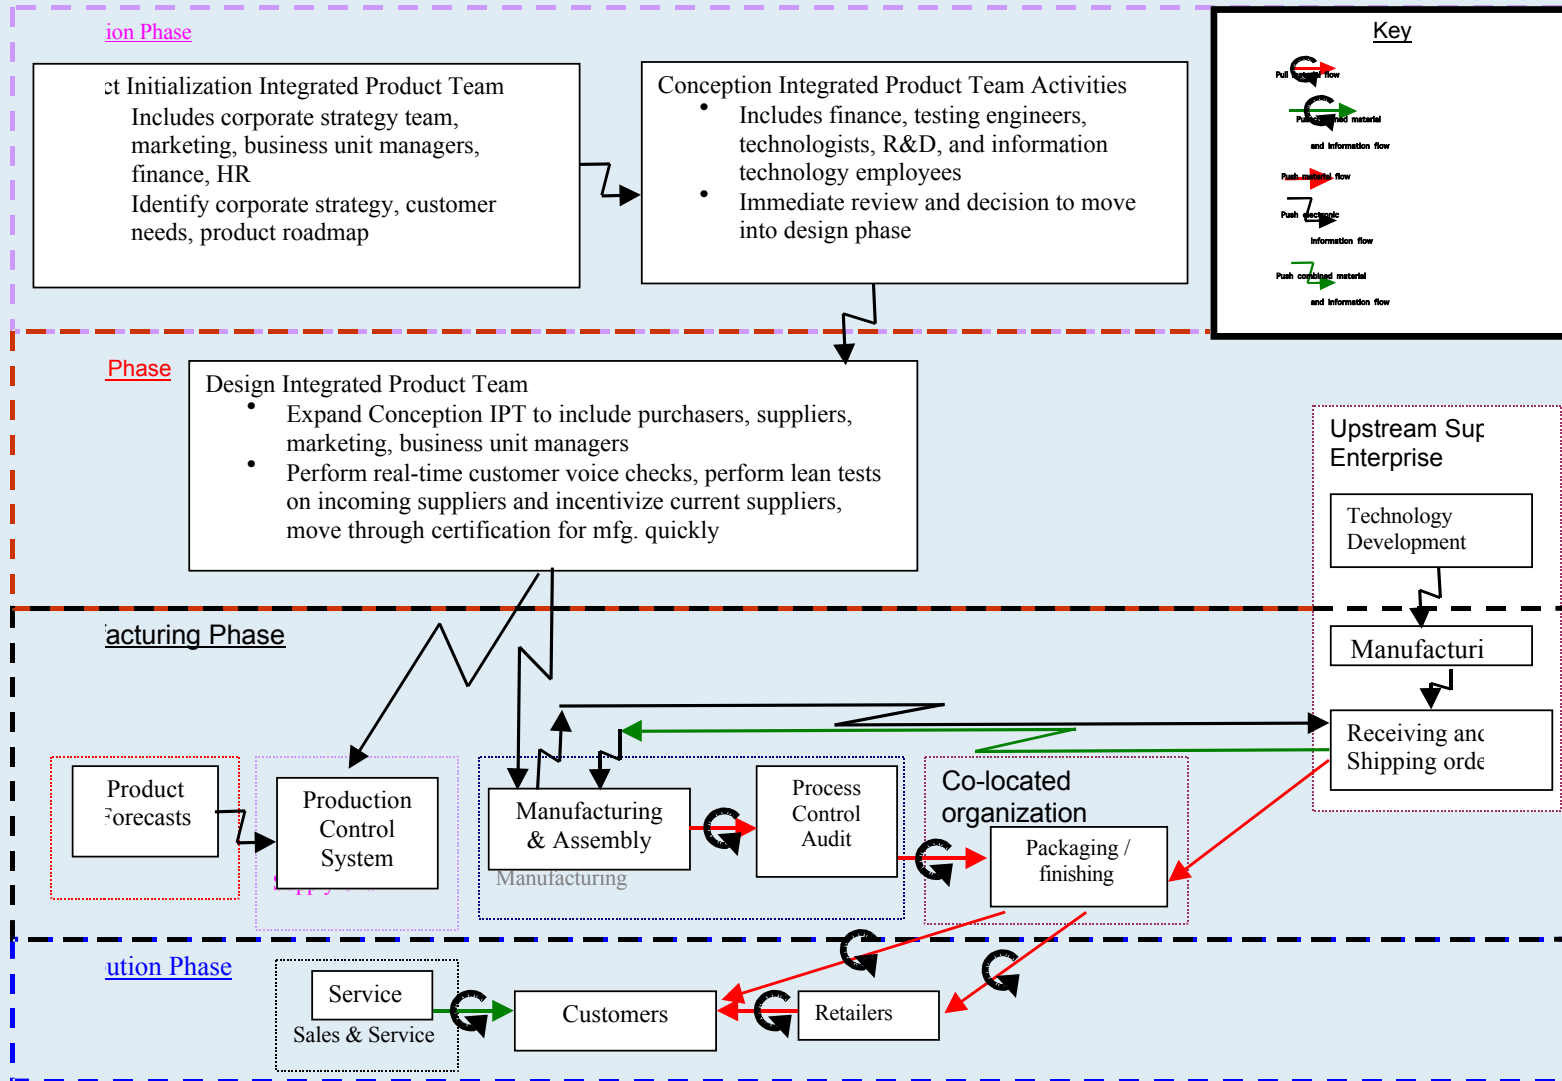 ion Phase
ct Initialization Integrated Product Team
Includes corporate strategy team,
marketing, business unit managers,
finance, HR
Identify corporate strategy, customer
needs, product roadmap
Conception Integrated Product Team Activities
• Includes finance, testing engineers,
technologists, R&D, and information
technology employees
• Immediate review and decision to move
into design phase
Key
Pull material flow
and information flow
Push material flow
Push electronic
information flow
Push combined material
and information flow
Phase
Design Integrated Product Team
• Expand Conception IPT to include purchasers, suppliers,
marketing, business unit managers
• Perform real-time customer voice checks, perform lean tests
on incoming suppliers and incentivize current suppliers,
move through certification for mfg. quickly
Upstream Sup
Enterprise
Technology
Development
facturing Phase
Manufacturi
Receiving and
Shipping orde
Product
Forecasts
Production
Control
System
Manufacturing
& Assembly
Manufacturing
Process
Control
Audit
Co-located
organization
Packaging /
finishing
bution Phase
Service
Sales & Service
Customers
Retailers